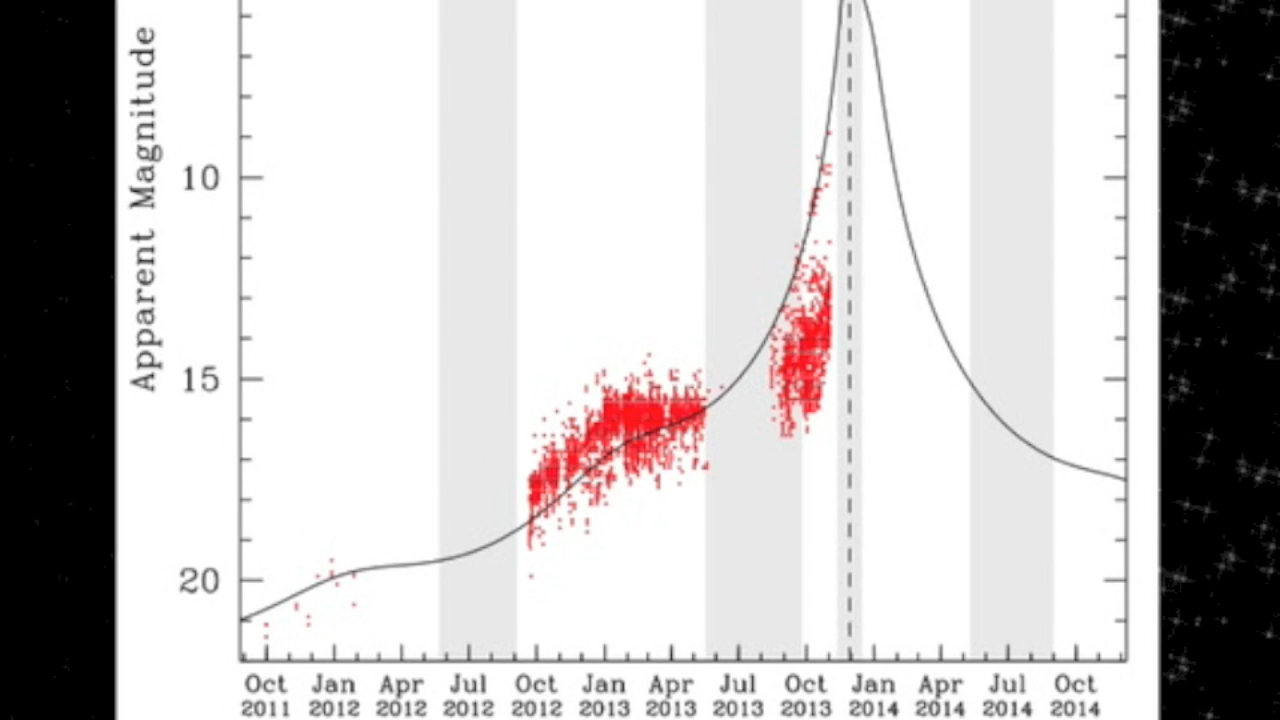 Apparent Magnitude
10
15
20
Oct Jan Apr Jul Oct Jan Apr Jul Oct Jan Apr Jul Oct
2011 2012 2012 2012 2012 2013 2013 2013 2013 2014 2014 2014 2014